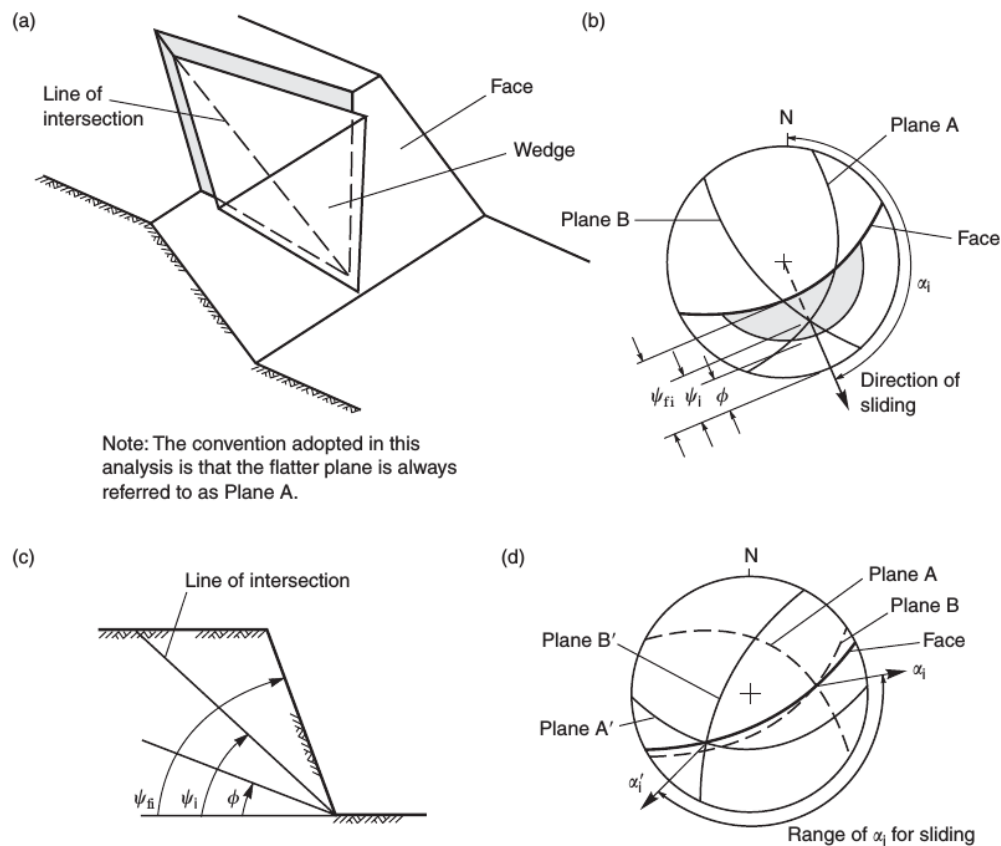 (a)
Line of
intersection
Face
Wedge
Note: The convention adopted in this
analysis is that the flatter plane is always
referred to as Plane A.
(b)
N
Plane A
Plane B
Face
αi
ψfi ψi ϕ
Direction of
sliding
(c)
Line of intersection
ψfi ψi ϕ
(d)
N
Plane A
Plane B
Plane B′
Face
αi
Plane A′
αi′
Range of αi for sliding